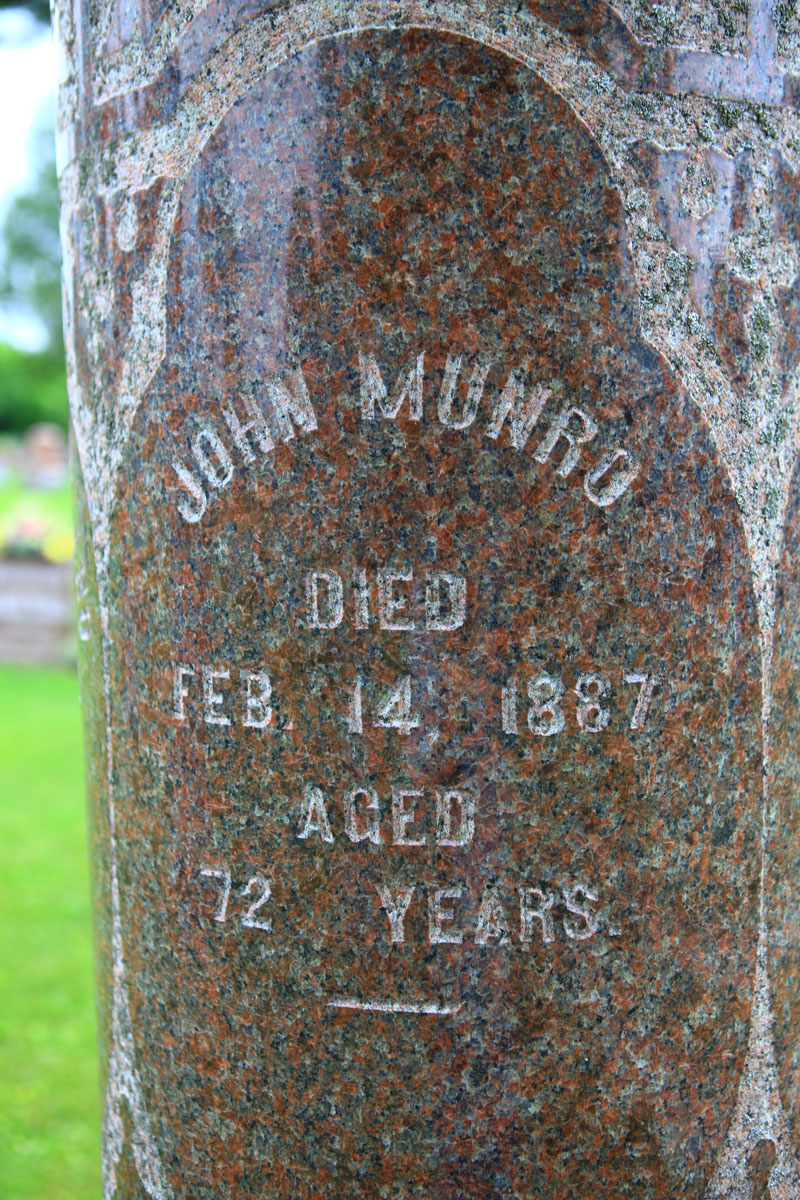 JOHN MUNRO
DIED
FEB. 14, 1887
AGED
72 YEARS.